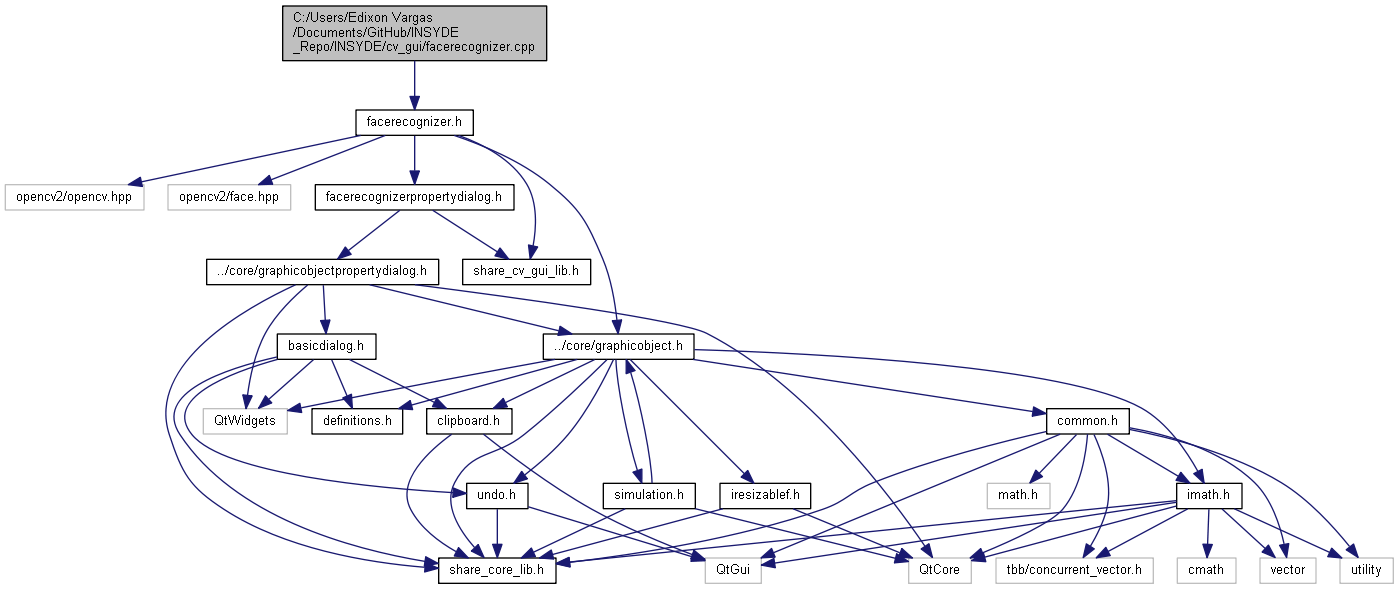 C:/Users/Edixon Vargas
/Documents/GitHub/INSYDE
_Repo/INSYDE/cv_gui/facerecognizer.cpp
facerecognizer.h
opencv2/opencv.hpp
opencv2/face.hpp
facerecognizerpropertydialog.h
../core/graphicobjectpropertydialog.h
share_cv_gui_lib.h
basicdialog.h
../core/graphicobject.h
QtWidgets
definitions.h
clipboard.h
common.h
undo.h
simulation.h
iresizablef.h
math.h
imath.h
share_core_lib.h
QtGui
QtCore
tbb/concurrent_vector.h
cmath
vector
utility